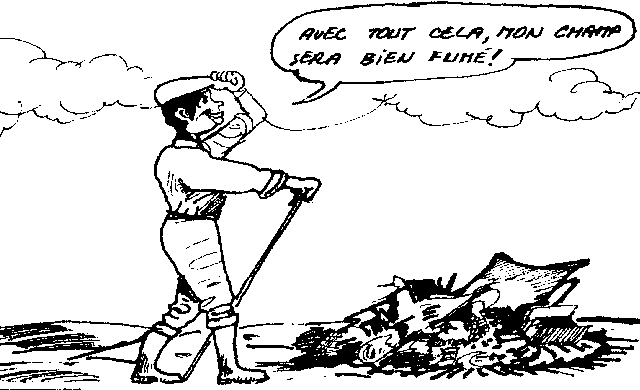 AVEC TOUT CELA, MON CHAMP
SERA BIEN FUMÉ!